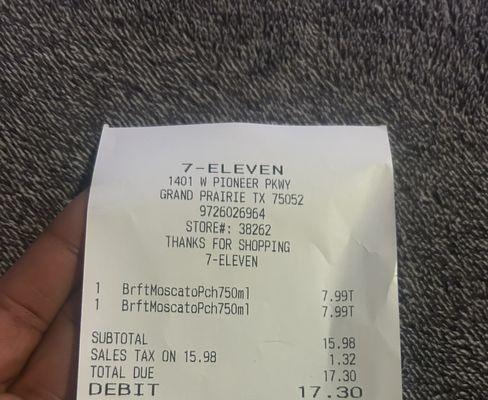 7-ELEVEN
1401 W PIONEER PKWY
GRAND PRAIRIE TX 75052
9726026964
STORE#: 38262
THANKS FOR SHOPPING
7-ELEVEN
1 BrftMoscatoPch750ml 7.99T
1 BrftMoscatoPch750ml 7.99T
SUBTOTAL 15.98
SALES TAX ON 15.98 1.32
TOTAL DUE 17.30
DEBIT 17.30